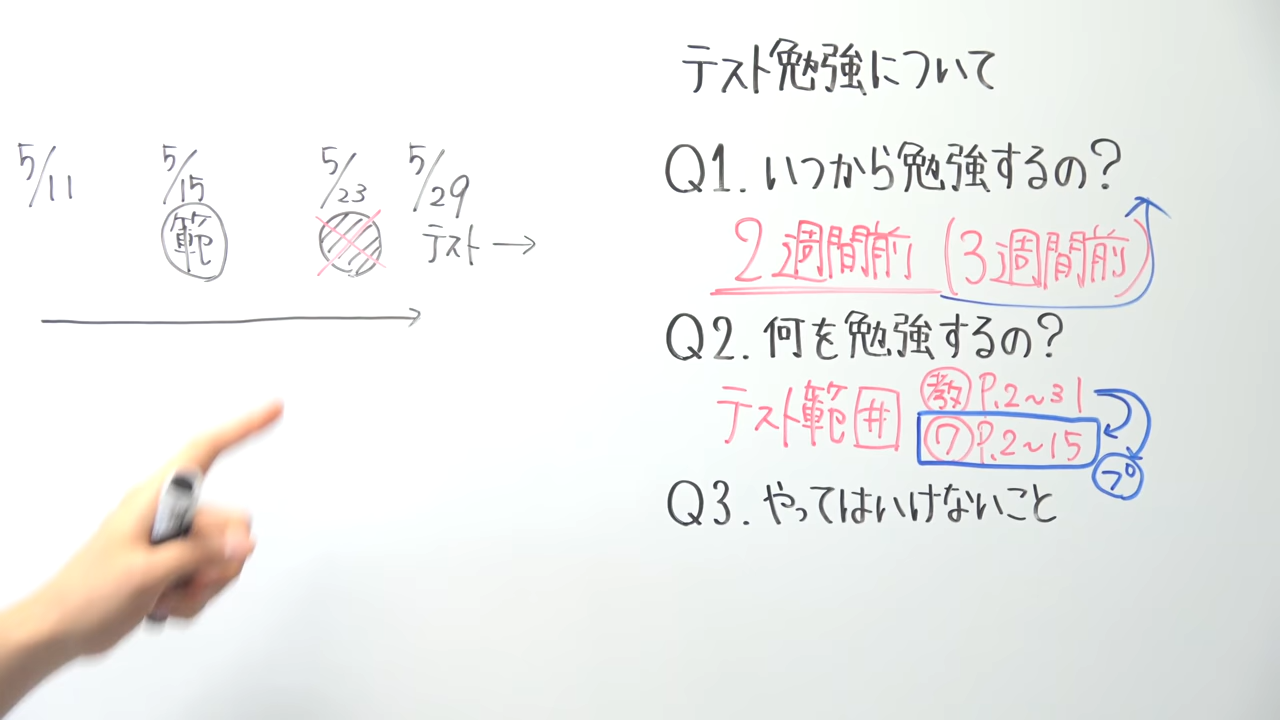 テスト勉強について
5/11 5/15 5/23 5/29
範 テスト→
Q1. いつから勉強するの?
2週間前 (3週間前)
Q2. 何を勉強するの?
テスト範囲 教 P.2~31
ワ P.2~15
プ
Q3. やってはいけないこと